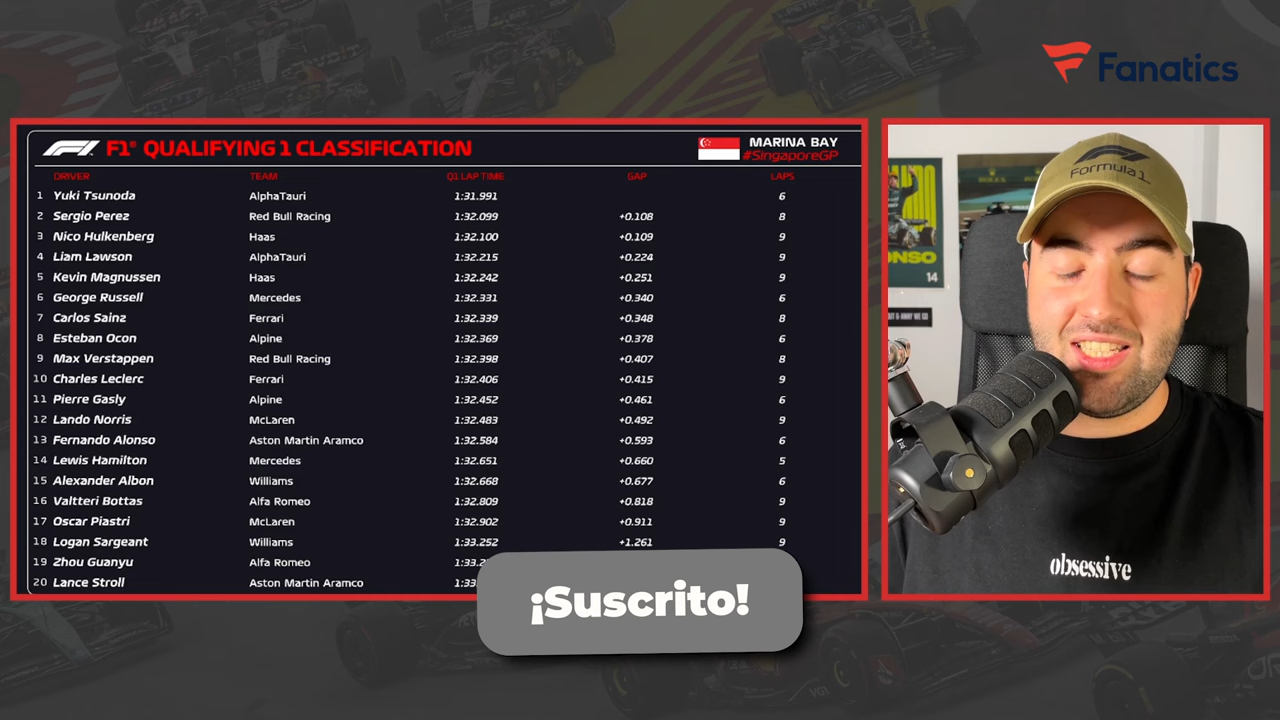 Fanatics
F1 QUALIFYING 1 CLASSIFICATION
MARINA BAY
#SingaporeGP
DRIVER TEAM Q1 LAP TIME GAP LAPS
1 Yuki Tsunoda AlphaTauri 1:31.991 6
2 Sergio Perez Red Bull Racing 1:32.099 +0.108 8
3 Nico Hulkenberg Haas 1:32.100 +0.109 9
4 Liam Lawson AlphaTauri 1:32.215 +0.224 9
5 Kevin Magnussen Haas 1:32.242 +0.251 9
6 George Russell Mercedes 1:32.331 +0.340 6
7 Carlos Sainz Ferrari 1:32.339 +0.348 8
8 Esteban Ocon Alpine 1:32.369 +0.378 6
9 Max Verstappen Red Bull Racing 1:32.398 +0.407 8
10 Charles Leclerc Ferrari 1:32.406 +0.415 9
11 Pierre Gasly Alpine 1:32.452 +0.461 6
12 Lando Norris McLaren 1:32.483 +0.492 9
13 Fernando Alonso Aston Martin Aramco 1:32.584 +0.593 6
14 Lewis Hamilton Mercedes 1:32.651 +0.660 5
15 Alexander Albon Williams 1:32.668 +0.677 6
16 Valtteri Bottas Alfa Romeo 1:32.809 +0.818 9
17 Oscar Piastri McLaren 1:32.902 +0.911 9
18 Logan Sargeant Williams 1:33.252 +1.261 9
19 Zhou Guanyu Alfa Romeo 1:33.2
20 Lance Stroll Aston Martin Aramco 1:33
¡Suscrito!
Formula 1
ONSO
14
obsessive